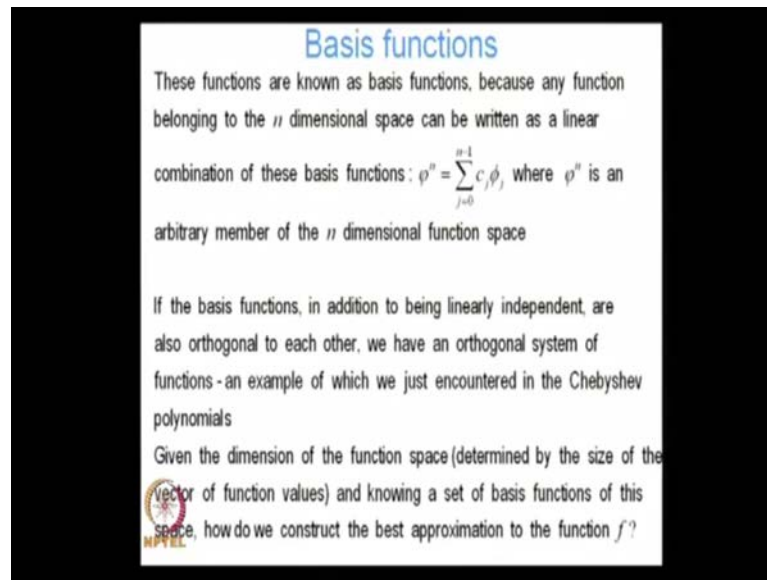 Basis functions
These functions are known as basis functions, because any function
belonging to the n dimensional space can be written as a linear
combination of these basis functions : φⁿ = ∑_{j=0}^{n-1} c_j ϕ_j where φⁿ is an
arbitrary member of the n dimensional function space
If the basis functions, in addition to being linearly independent, are
also orthogonal to each other, we have an orthogonal system of
functions - an example of which we just encountered in the Chebyshev
polynomials
Given the dimension of the function space (determined by the size of the
vector of function values) and knowing a set of basis functions of this
space, how do we construct the best approximation to the function f ?
NPTEL